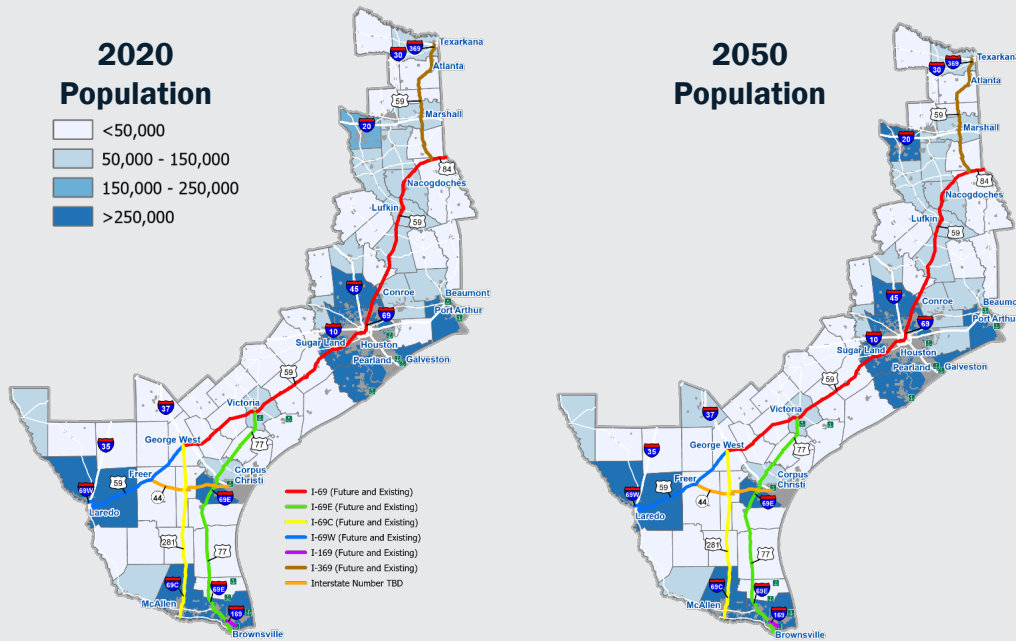 2020
Population
<50,000
50,000 - 150,000
150,000 - 250,000
>250,000
Texarkana
369
30
Atlanta
59
Marshall
20
84
Nacogdoches
Lufkin
59
45
Conroe
Beaumont
69
Port Arthur
10
Sugar Land
Houston
Pearland
Galveston
59
Victoria
37
77
George West
35
Corpus
Christi
Freer
59
69W
44
69E
Laredo
281
77
69C
69E
McAllen
169
Brownsville
I-69 (Future and Existing)
I-69E (Future and Existing)
I-69C (Future and Existing)
I-69W (Future and Existing)
I-169 (Future and Existing)
I-369 (Future and Existing)
Interstate Number TBD
2050
Population
Texarkana
369
30
Atlanta
59
Marshall
20
84
Nacogdoches
Lufkin
59
45
Conroe
Beaumont
69
Port Arthur
10
Sugar Land
Houston
Pearland
Galveston
59
Victoria
37
77
George West
35
Corpus
Christi
Freer
59
69W
44
69E
Laredo
281
77
69C
69E
McAllen
169
Brownsville